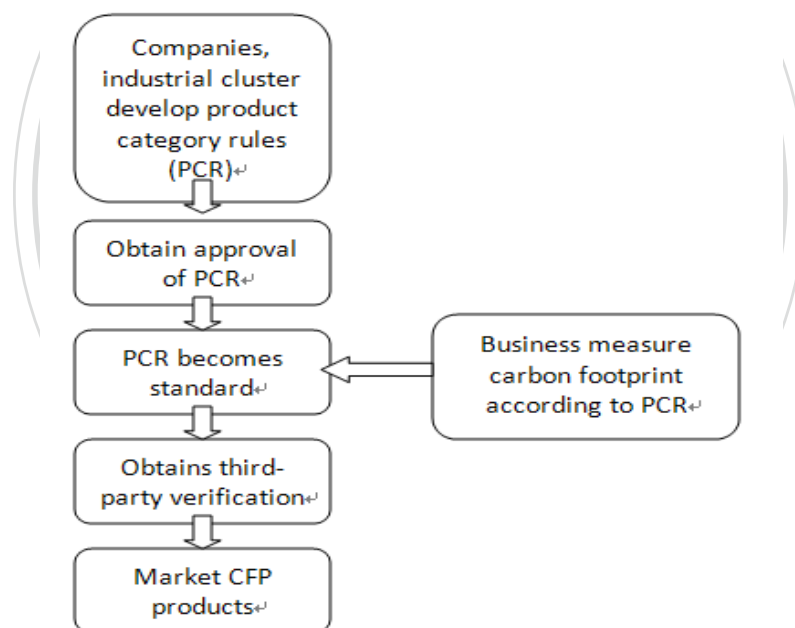 Companies,
industrial cluster
develop product
category rules
(PCR)↵
Obtain approval
of PCR↵
PCR becomes
standard↵
Business measure
carbon footprint
according to PCR↵
Obtains third-
party verification↵
Market CFP
products↵